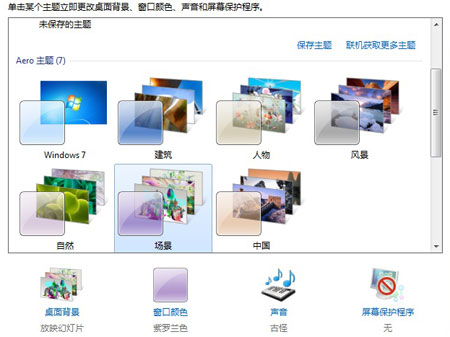 单击某个主题立即更改桌面背景、窗口颜色、声音和屏幕保护程序。
未保存的主题
保存主题 联机获取更多主题
Aero 主题 (7)
Windows 7 建筑 人物 风景
自然 场景 中国
桌面背景 窗口颜色 声音 屏幕保护程序
放映幻灯片 紫罗兰色 古怪 无